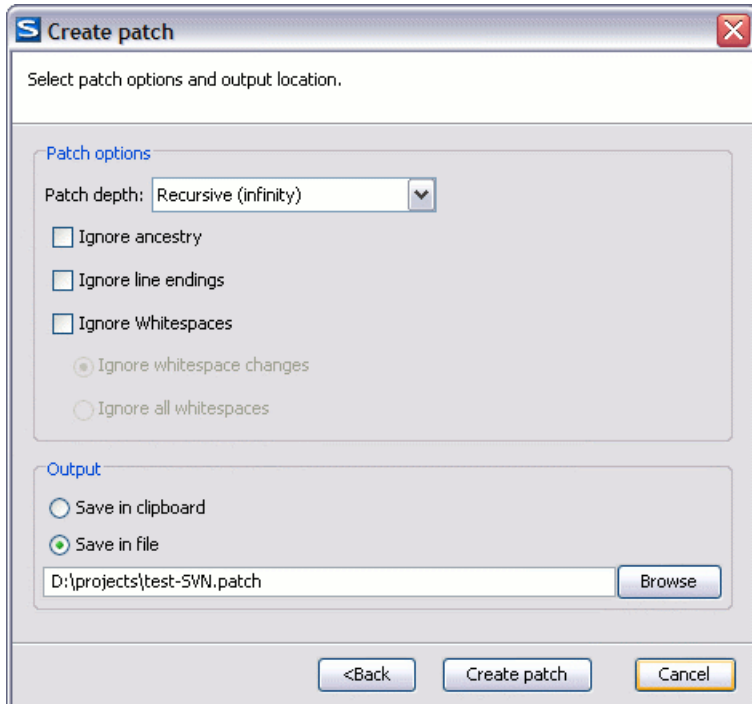 S Create patch
Select patch options and output location.
Patch options
Patch depth: Recursive (infinity)
Ignore ancestry
Ignore line endings
Ignore Whitespaces
Ignore whitespace changes
Ignore all whitespaces
Output
Save in clipboard
Save in file
D:\projects\test-SVN.patch Browse
<Back Create patch Cancel